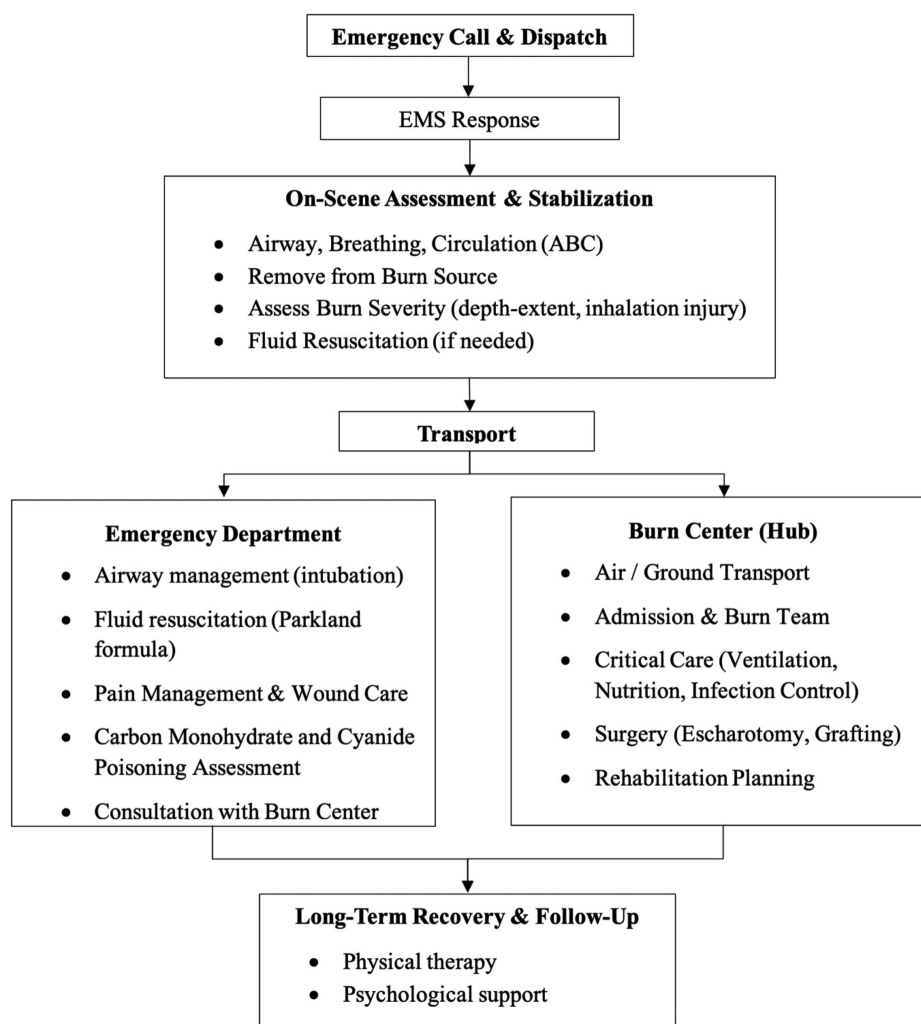 Emergency Call & Dispatch
EMS Response
On-Scene Assessment & Stabilization
• Airway, Breathing, Circulation (ABC)
• Remove from Burn Source
• Assess Burn Severity (depth-extent, inhalation injury)
• Fluid Resuscitation (if needed)
Transport
Emergency Department
• Airway management (intubation)
• Fluid resuscitation (Parkland
formula)
• Pain Management & Wound Care
• Carbon Monohydrate and Cyanide
Poisoning Assessment
• Consultation with Burn Center
Burn Center (Hub)
• Air / Ground Transport
• Admission & Burn Team
• Critical Care (Ventilation,
Nutrition, Infection Control)
• Surgery (Escharotomy, Grafting)
• Rehabilitation Planning
Long-Term Recovery & Follow-Up
• Physical therapy
• Psychological support